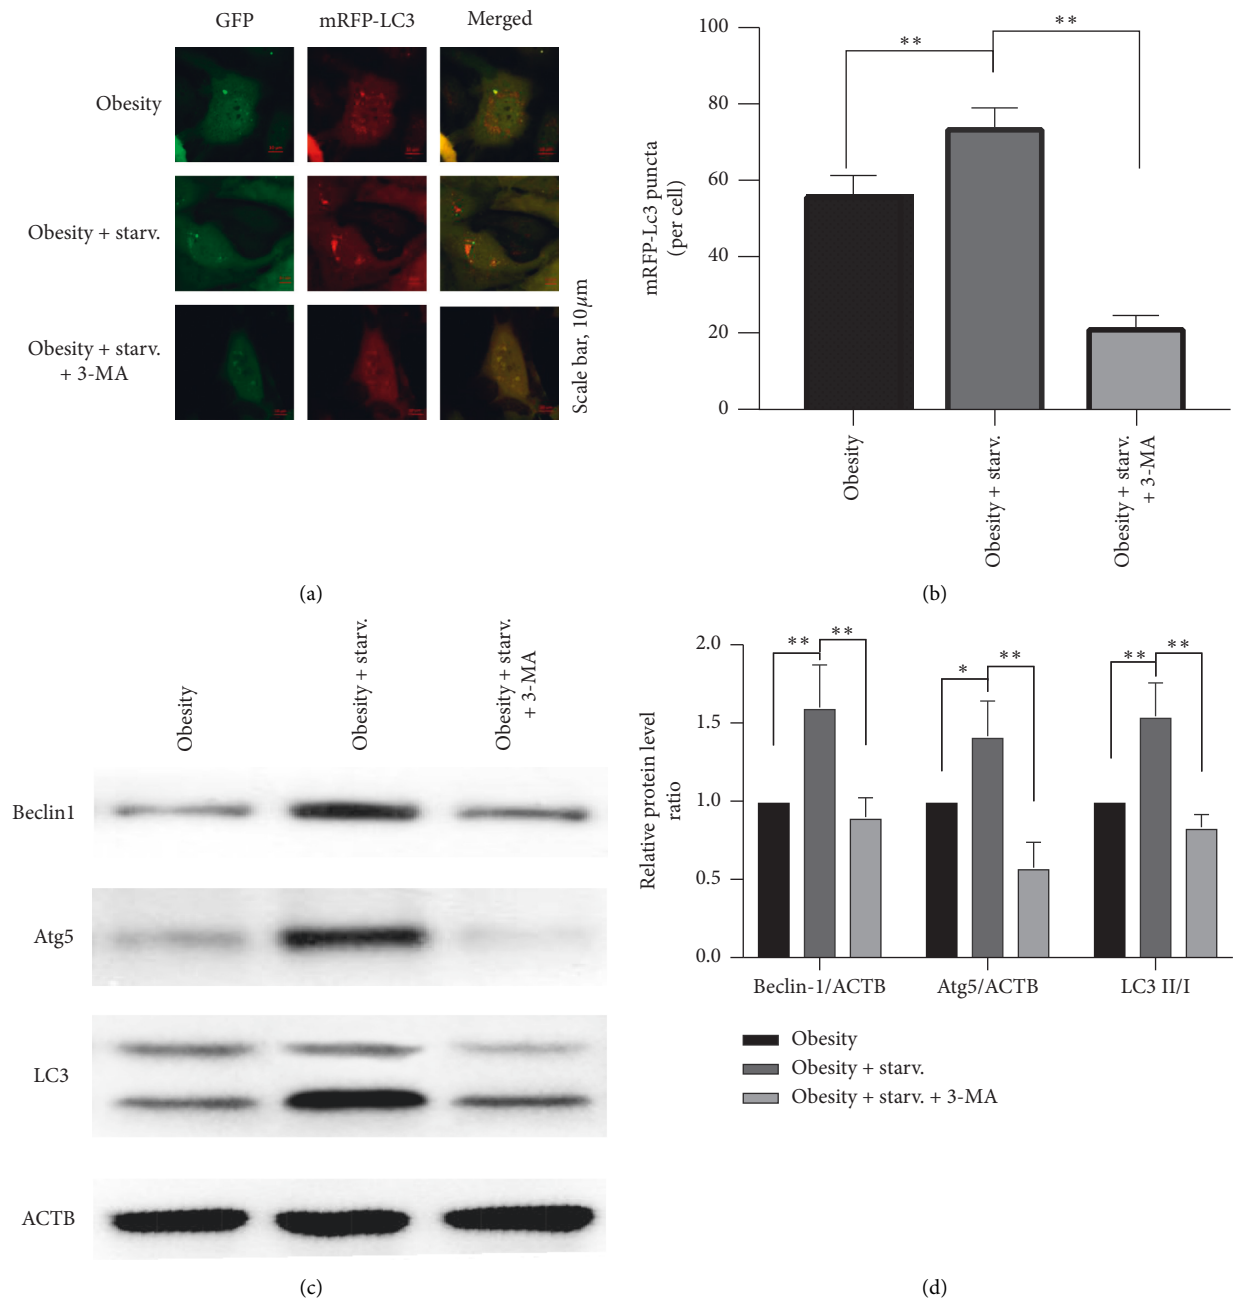 GFP mRFP-LC3 Merged
Obesity
Obesity + starv.
Obesity + starv.
+ 3-MA
Scale bar, 10μm
(a)
100
80
60
40
20
0
mRFP-Lc3 puncta
(per cell)
** **
Obesity
Obesity + starv.
Obesity + starv.
+ 3-MA
(b)
Obesity
Obesity + starv.
Obesity + starv.
+ 3-MA
Beclin1
Atg5
LC3
ACTB
(c)
2.0
1.5
1.0
0.5
0.0
Relative protein level
ratio
** ** * ** ** **
Beclin-1/ACTB Atg5/ACTB LC3 II/I
Obesity
Obesity + starv.
Obesity + starv. + 3-MA
(d)